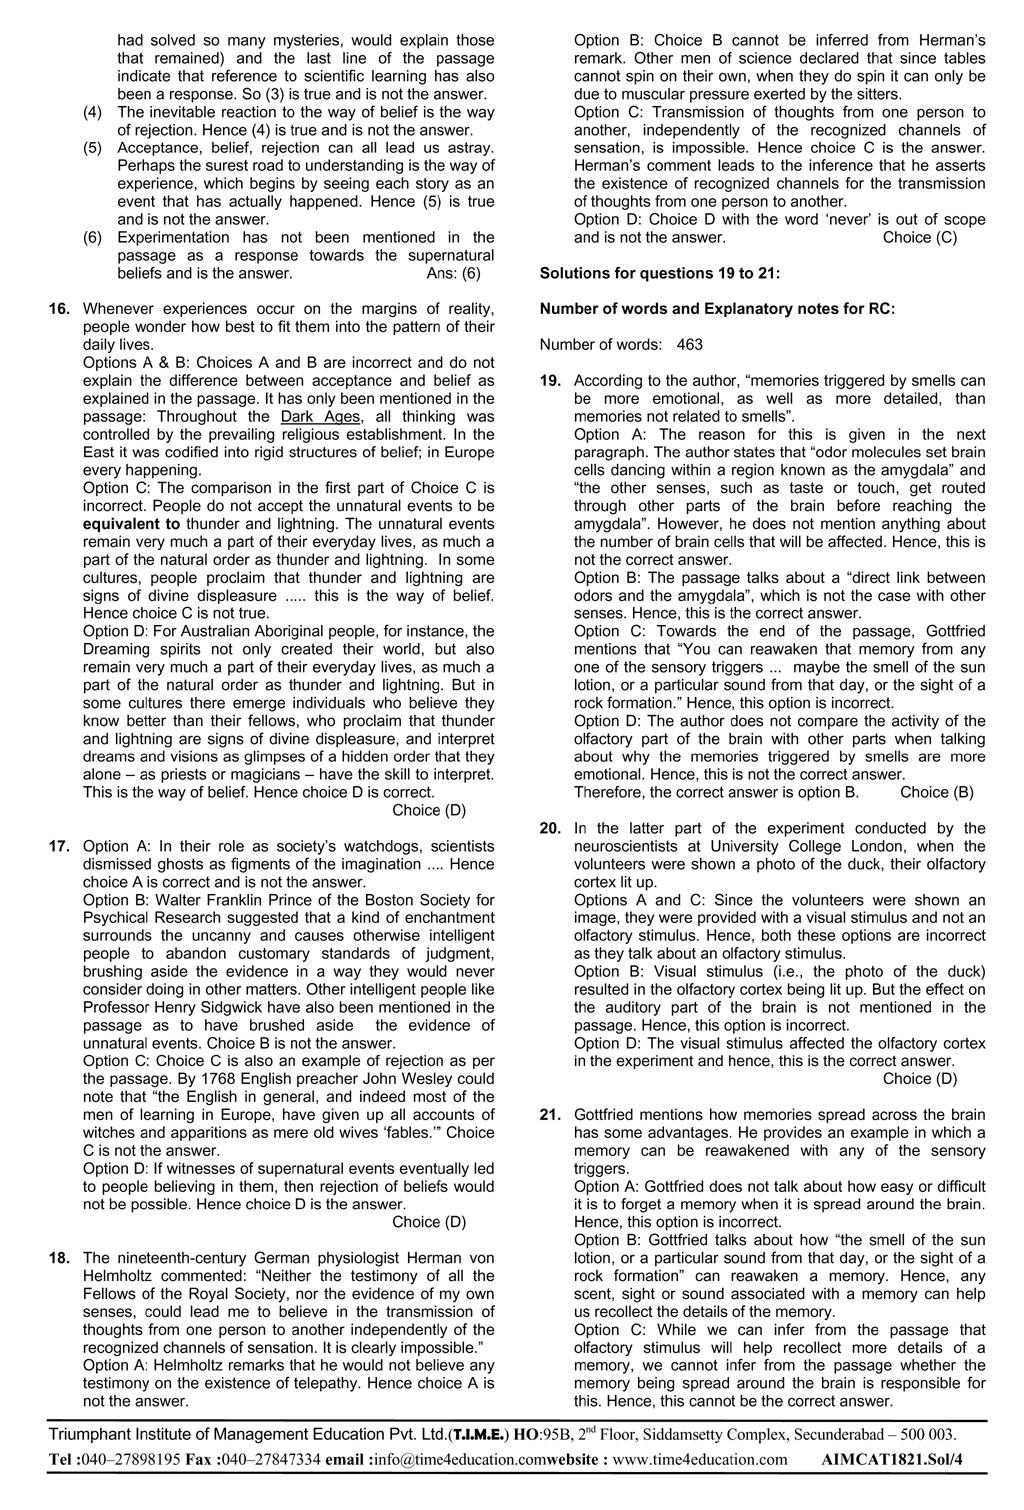 had solved so many mysteries, would explain those
that remained) and the last line of the passage
indicate that reference to scientific learning has also
been a response. So (3) is true and is not the answer.
(4) The inevitable reaction to the way of belief is the way
of rejection. Hence (4) is true and is not the answer.
(5) Acceptance, belief, rejection can all lead us astray.
Perhaps the surest road to understanding is the way of
experience, which begins by seeing each story as an
event that has actually happened. Hence (5) is true
and is not the answer.
(6) Experimentation has not been mentioned in the
passage as a response towards the supernatural
beliefs and is the answer. Ans: (6)
16. Whenever experiences occur on the margins of reality,
people wonder how best to fit them into the pattern of their
daily lives.
Options A & B: Choices A and B are incorrect and do not
explain the difference between acceptance and belief as
explained in the passage. It has only been mentioned in the
passage: Throughout the Dark Ages, all thinking was
controlled by the prevailing religious establishment. In the
East it was codified into rigid structures of belief; in Europe
every happening.
Option C: The comparison in the first part of Choice C is
incorrect. People do not accept the unnatural events to be
equivalent to thunder and lightning. The unnatural events
remain very much a part of their everyday lives, as much a
part of the natural order as thunder and lightning. In some
cultures, people proclaim that thunder and lightning are
signs of divine displeasure ..... this is the way of belief.
Hence choice C is not true.
Option D: For Australian Aboriginal people, for instance, the
Dreaming spirits not only created their world, but also
remain very much a part of their everyday lives, as much a
part of the natural order as thunder and lightning. But in
some cultures there emerge individuals who believe they
know better than their fellows, who proclaim that thunder
and lightning are signs of divine displeasure, and interpret
dreams and visions as glimpses of a hidden order that they
alone – as priests or magicians – have the skill to interpret.
This is the way of belief. Hence choice D is correct.
Choice (D)
17. Option A: In their role as society's watchdogs, scientists
dismissed ghosts as figments of the imagination .... Hence
choice A is correct and is not the answer.
Option B: Walter Franklin Prince of the Boston Society for
Psychical Research suggested that a kind of enchantment
surrounds the uncanny and causes otherwise intelligent
people to abandon customary standards of judgment,
brushing aside the evidence in a way they would never
consider doing in other matters. Other intelligent people like
Professor Henry Sidgwick have also been mentioned in the
passage as to have brushed aside the evidence of
unnatural events. Choice B is not the answer.
Option C: Choice C is also an example of rejection as per
the passage. By 1768 English preacher John Wesley could
note that “the English in general, and indeed most of the
men of learning in Europe, have given up all accounts of
witches and apparitions as mere old wives ‘fables.’” Choice
C is not the answer.
Option D: If witnesses of supernatural events eventually led
to people believing in them, then rejection of beliefs would
not be possible. Hence choice D is the answer.
Choice (D)
18. The nineteenth-century German physiologist Herman von
Helmholtz commented: “Neither the testimony of all the
Fellows of the Royal Society, nor the evidence of my own
senses, could lead me to believe in the transmission of
thoughts from one person to another independently of the
recognized channels of sensation. It is clearly impossible.”
Option A: Helmholtz remarks that he would not believe any
testimony on the existence of telepathy. Hence choice A is
not the answer.
Option B: Choice B cannot be inferred from Herman's
remark. Other men of science declared that since tables
cannot spin on their own, when they do spin it can only be
due to muscular pressure exerted by the sitters.
Option C: Transmission of thoughts from one person to
another, independently of the recognized channels of
sensation, is impossible. Hence choice C is the answer.
Herman's comment leads to the inference that he asserts
the existence of recognized channels for the transmission
of thoughts from one person to another.
Option D: Choice D with the word ‘never’ is out of scope
and is not the answer. Choice (C)
Solutions for questions 19 to 21:
Number of words and Explanatory notes for RC:
Number of words: 463
19. According to the author, “memories triggered by smells can
be more emotional, as well as more detailed, than
memories not related to smells”.
Option A: The reason for this is given in the next
paragraph. The author states that “odor molecules set brain
cells dancing within a region known as the amygdala” and
“the other senses, such as taste or touch, get routed
through other parts of the brain before reaching the
amygdala”. However, he does not mention anything about
the number of brain cells that will be affected. Hence, this is
not the correct answer.
Option B: The passage talks about a “direct link between
odors and the amygdala”, which is not the case with other
senses. Hence, this is the correct answer.
Option C: Towards the end of the passage, Gottfried
mentions that “You can reawaken that memory from any
one of the sensory triggers ... maybe the smell of the sun
lotion, or a particular sound from that day, or the sight of a
rock formation.” Hence, this option is incorrect.
Option D: The author does not compare the activity of the
olfactory part of the brain with other parts when talking
about why the memories triggered by smells are more
emotional. Hence, this is not the correct answer.
Therefore, the correct answer is option B. Choice (B)
20. In the latter part of the experiment conducted by the
neuroscientists at University College London, when the
volunteers were shown a photo of the duck, their olfactory
cortex lit up.
Options A and C: Since the volunteers were shown an
image, they were provided with a visual stimulus and not an
olfactory stimulus. Hence, both these options are incorrect
as they talk about an olfactory stimulus.
Option B: Visual stimulus (i.e., the photo of the duck)
resulted in the olfactory cortex being lit up. But the effect on
the auditory part of the brain is not mentioned in the
passage. Hence, this option is incorrect.
Option D: The visual stimulus affected the olfactory cortex
in the experiment and hence, this is the correct answer.
Choice (D)
21. Gottfried mentions how memories spread across the brain
has some advantages. He provides an example in which a
memory can be reawakened with any of the sensory
triggers.
Option A: Gottfried does not talk about how easy or difficult
it is to forget a memory when it is spread around the brain.
Hence, this option is incorrect.
Option B: Gottfried talks about how “the smell of the sun
lotion, or a particular sound from that day, or the sight of a
rock formation” can reawaken a memory. Hence, any
scent, sight or sound associated with a memory can help
us recollect the details of the memory.
Option C: While we can infer from the passage that
olfactory stimulus will help recollect more details of a
memory, we cannot infer from the passage whether the
memory being spread around the brain is responsible for
this. Hence, this cannot be the correct answer.
Triumphant Institute of Management Education Pvt. Ltd.(T.I.M.E.) HO:95B, 2nd Floor, Siddamsetty Complex, Secunderabad – 500 003.
Tel :040–27898195 Fax :040–27847334 email :info@time4education.comwebsite : www.time4education.com AIMCAT1821.Sol/4